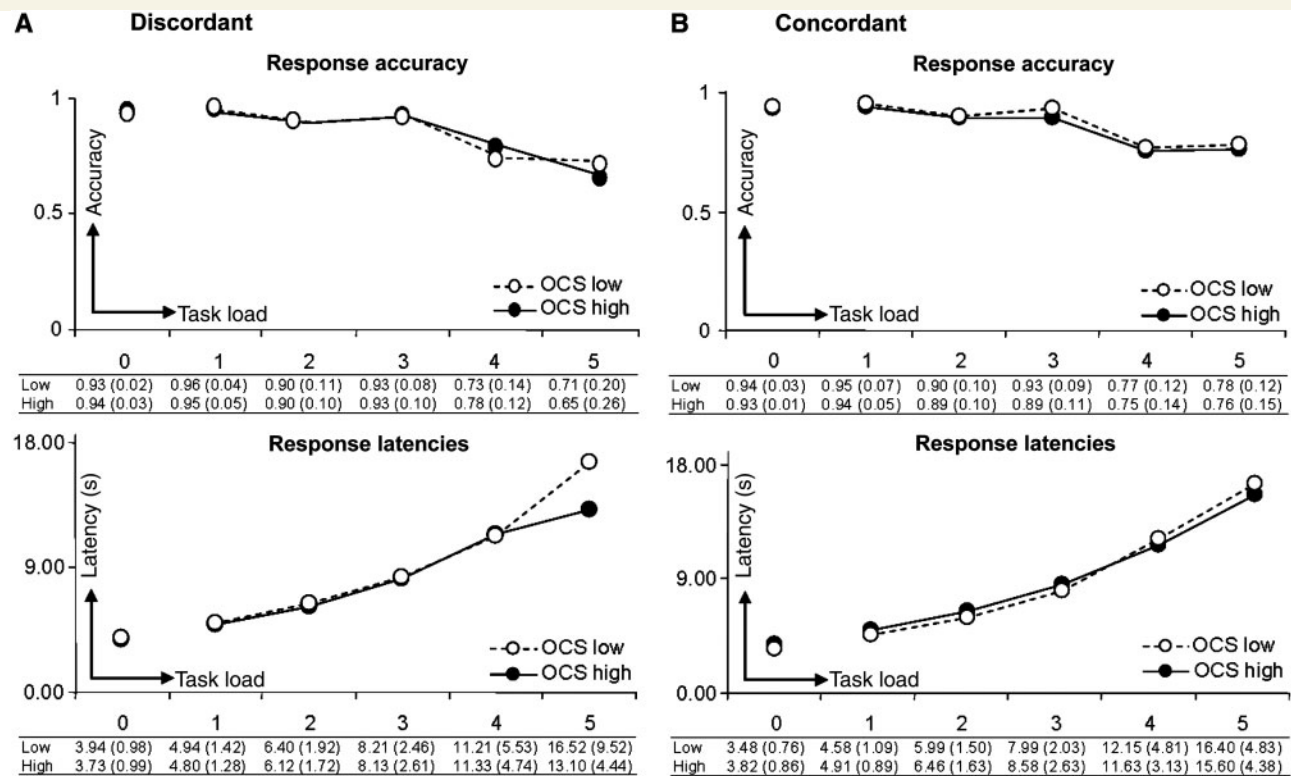 A Discordant
Response accuracy
1
0.5
0
Accuracy
Task load
OCS low
OCS high
0 1 2 3 4 5
Low 0.93 (0.02) 0.96 (0.04) 0.90 (0.11) 0.93 (0.08) 0.73 (0.14) 0.71 (0.20)
High 0.94 (0.03) 0.95 (0.05) 0.90 (0.10) 0.93 (0.10) 0.78 (0.12) 0.65 (0.26)
Response latencies
18.00
9.00
0.00
Latency (s)
Task load
OCS low
OCS high
0 1 2 3 4 5
Low 3.94 (0.98) 4.94 (1.42) 6.40 (1.92) 8.21 (2.46) 11.21 (5.53) 16.52 (9.52)
High 3.73 (0.99) 4.80 (1.28) 6.12 (1.72) 8.13 (2.61) 11.33 (4.74) 13.10 (4.44)
B Concordant
Response accuracy
1
0.5
0
Accuracy
Task load
OCS low
OCS high
0 1 2 3 4 5
Low 0.94 (0.03) 0.95 (0.07) 0.90 (0.10) 0.93 (0.09) 0.77 (0.12) 0.78 (0.12)
High 0.93 (0.01) 0.94 (0.05) 0.89 (0.10) 0.89 (0.11) 0.75 (0.14) 0.76 (0.15)
Response latencies
18.00
9.00
0.00
Latency (s)
Task load
OCS low
OCS high
0 1 2 3 4 5
Low 3.48 (0.76) 4.58 (1.09) 5.99 (1.50) 7.99 (2.03) 12.15 (4.81) 16.40 (4.83)
High 3.82 (0.86) 4.91 (0.89) 6.46 (1.63) 8.58 (2.63) 11.63 (3.13) 15.60 (4.38)